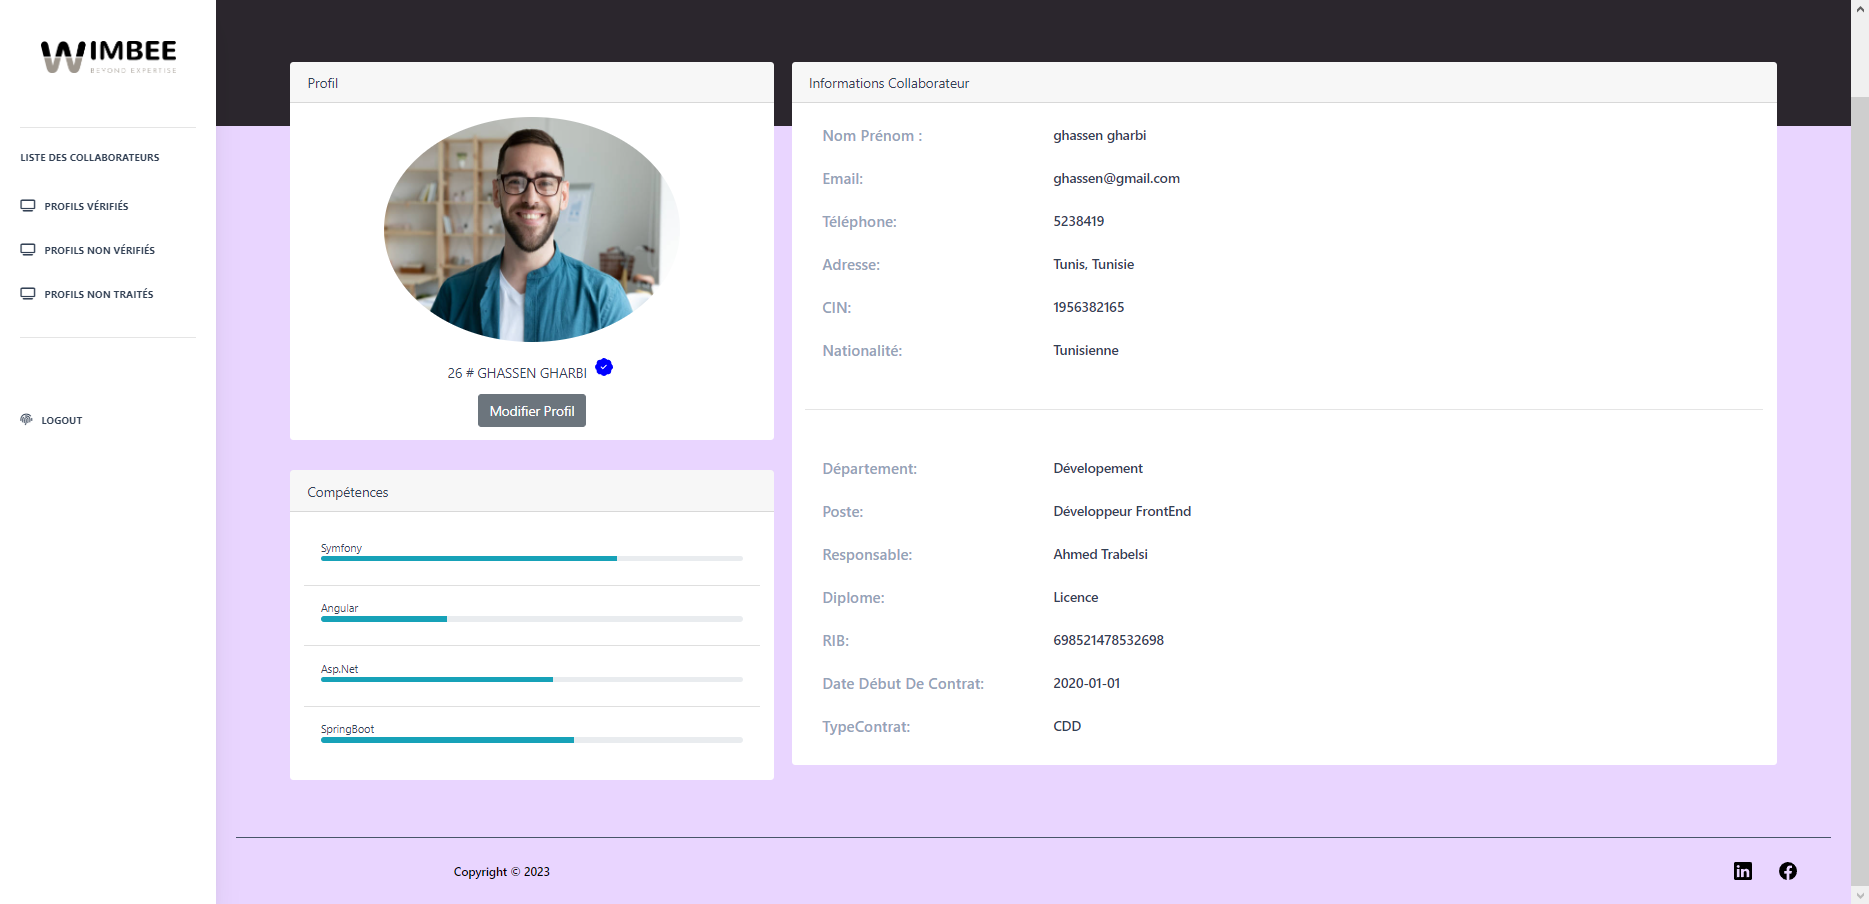 WIMBEE
BEYOND EXPERTISE
LISTE DES COLLABORATEURS
PROFILS VÉRIFIÉS
PROFILS NON VÉRIFIÉS
PROFILS NON TRAITÉS
LOGOUT
Profil
26 # GHASSEN GHARBI
Modifier Profil
Compétences
Symfony
Angular
Asp.Net
SpringBoot
Informations Collaborateur
Nom Prénom : ghassen gharbi
Email: ghassen@gmail.com
Téléphone: 5238419
Adresse: Tunis, Tunisie
CIN: 1956382165
Nationalité: Tunisienne
Département: Dévelopement
Poste: Développeur FrontEnd
Responsable: Ahmed Trabelsi
Diplome: Licence
RIB: 698521478532698
Date Début De Contrat: 2020-01-01
TypeContrat: CDD
Copyright © 2023